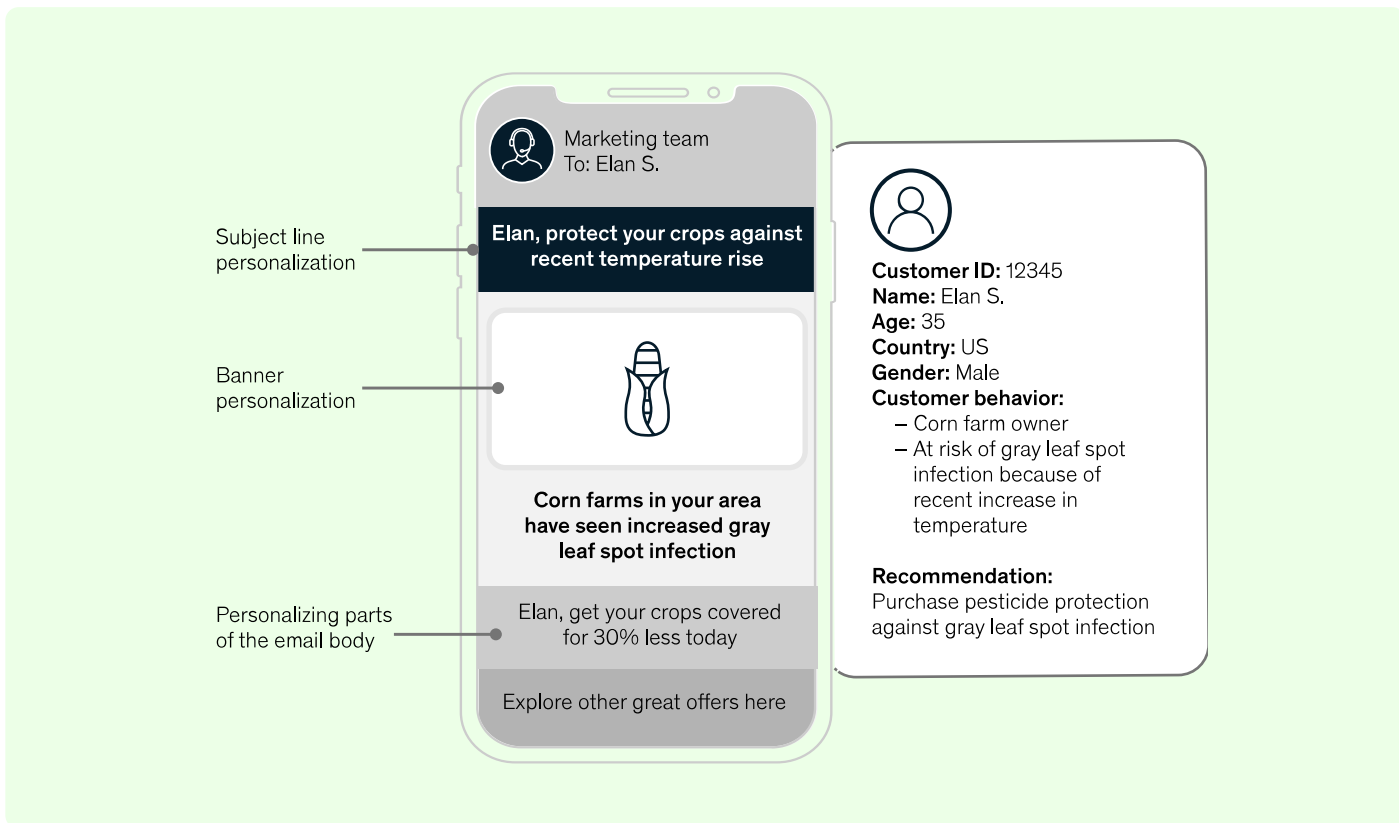 Marketing team
To: Elan S.
Subject line
personalization
Elan, protect your crops against
recent temperature rise
Banner
personalization
Corn farms in your area
have seen increased gray
leaf spot infection
Personalizing parts
of the email body
Elan, get your crops covered
for 30% less today
Explore other great offers here
Customer ID: 12345
Name: Elan S.
Age: 35
Country: US
Gender: Male
Customer behavior:
– Corn farm owner
– At risk of gray leaf spot
infection because of
recent increase in
temperature
Recommendation:
Purchase pesticide protection
against gray leaf spot infection